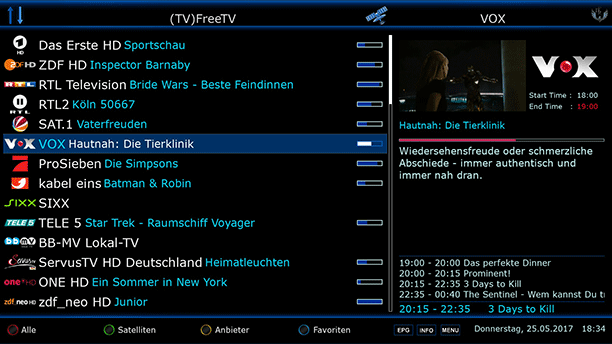 (TV)FreeTV
VOX
Das Erste HD Sportschau
ZDF HD Inspector Barnaby
RTL Television Bride Wars - Beste Feindinnen
RTL2 Köln 50667
SAT.1 Vaterfreuden
VOX Hautnah: Die Tierklinik
ProSieben Die Simpsons
kabel eins Batman & Robin
SIXX
TELE 5 Star Trek - Raumschiff Voyager
BB-MV Lokal-TV
ServusTV HD Deutschland Heimatleuchten
ONE HD Ein Sommer in New York
zdf_neo HD Junior
VOX
Start Time : 18:00
End Time : 19:00
Hautnah: Die Tierklinik
Wiedersehensfreude oder schmerzliche
Abschiede - immer authentisch und
immer nah dran.
19:00 - 20:00 Das perfekte Dinner
20:00 - 20:15 Prominent!
20:15 - 22:35 3 Days to Kill
22:35 - 00:40 The Sentinel - Wem kannst Du t
20:15 - 22:35 3 Days to Kill
Alle
Satelliten
Anbieter
Favoriten
EPG INFO MENU
Donnerstag, 25.05.2017 18:34